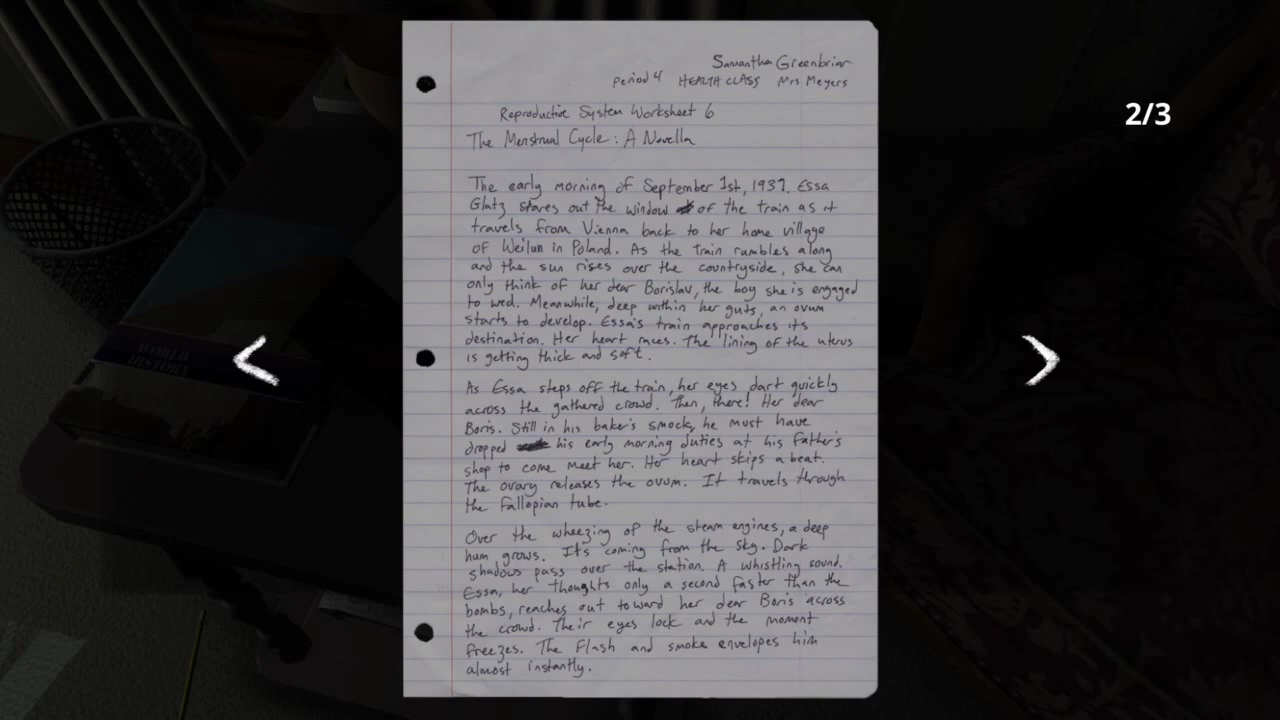 Samantha Greenbriar
period 4 HEALTH CLASS Mrs Meyers
2/3
Reproductive System Worksheet 6
The Menstrual Cycle: A Novella
The early morning of September 1st, 1939. Essa
Glatz stares out the window of the train as it
travels from Vienna back to her home village
of Weilun in Poland. As the train rumbles along
and the sun rises over the countryside, she can
only think of her dear Borislav, the boy she is engaged
to wed. Meanwhile, deep within her guts, an ovum
starts to develop. Essa's train approaches its
destination. Her heart races. The lining of the uterus
is getting thick and soft.
As Essa steps off the train, her eyes dart quickly
across the gathered crowd. Then, there! Her dear
Boris. Still in his baker's smock, he must have
dropped his early morning duties at his father's
shop to come meet her. Her heart skips a beat.
The ovary releases the ovum. It travels through
the fallopian tube.
Over the wheezing of the steam engines, a deep
hum grows. It's coming from the sky. Dark
shadows pass over the station. A whistling sound.
Essa, her thoughts only a second faster than the
bombs, reaches out toward her dear Boris across
the crowd. Their eyes lock and the moment
freezes. The flash and smoke envelopes him
almost instantly.
WORLD
HISTORY